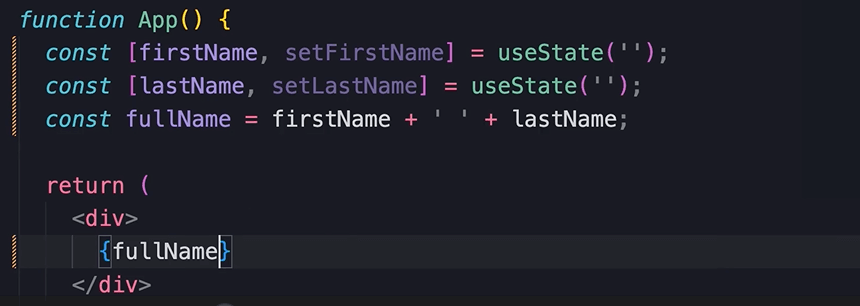 function App() {
const [firstName, setFirstName] = useState('');
const [lastName, setLastName] = useState('');
const fullName = firstName + ' ' + lastName;
return (
<div>
{fullName}
</div>